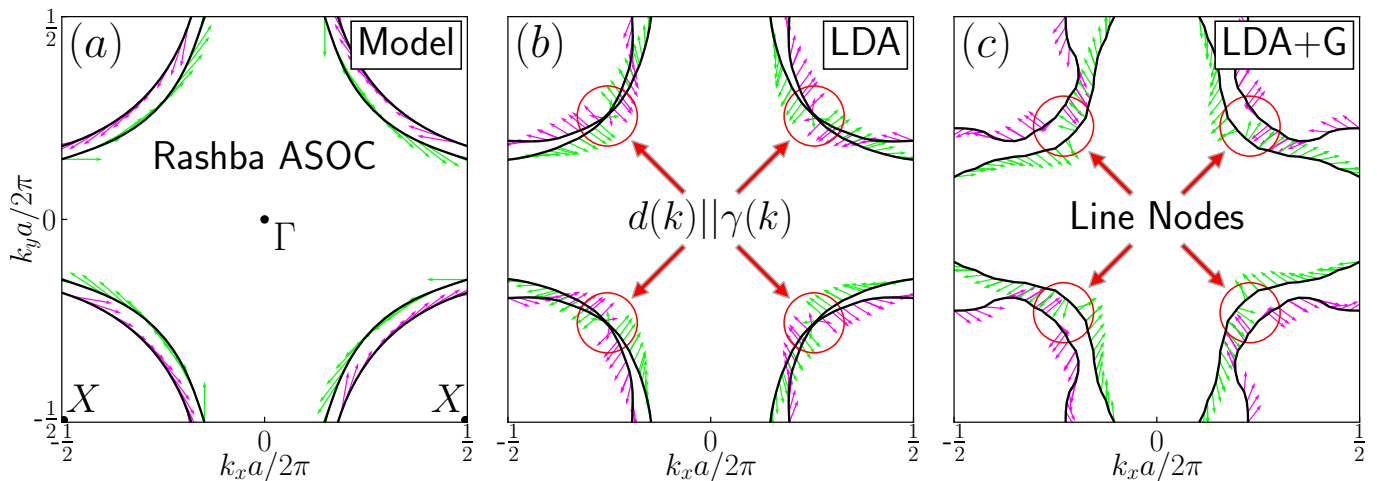 (a)
Model
Rashba ASOC
Γ
X
X
k_y a/2π
1/2
0
-1/2
-1/2
0
1/2
k_x a/2π
(b)
LDA
d(k)||γ(k)
-1/2
0
1/2
k_x a/2π
(c)
LDA+G
Line Nodes
-1/2
0
1/2
k_x a/2π